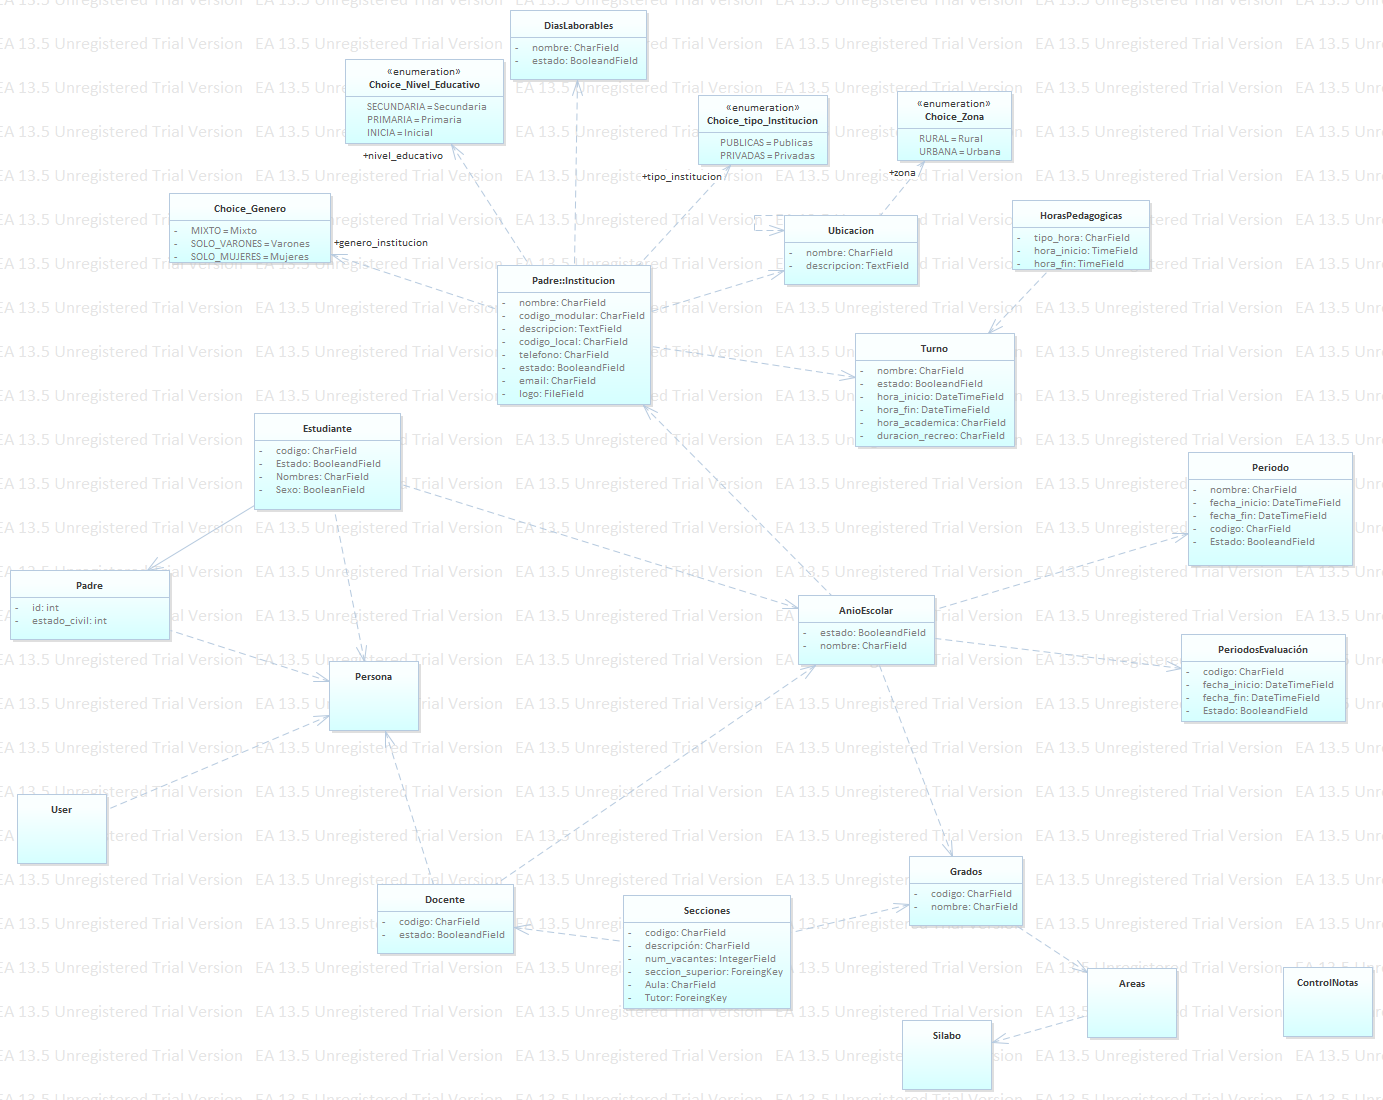 EA 13.5 Unregistered Trial Version
DiasLaborables
- nombre: CharField
- estado: BooleandField
«enumeration»
Choice_Nivel_Educativo
SECUNDARIA = Secundaria
PRIMARIA = Primaria
INICIA = Inicial
+nivel_educativo
«enumeration»
Choice_tipo_Institucion
PUBLICAS = Publicas
PRIVADAS = Privadas
+tipo_institucion
«enumeration»
Choice_Zona
RURAL = Rural
URBANA = Urbana
+zona
Choice_Genero
- MIXTO = Mixto
- SOLO_VARONES = Varones
- SOLO_MUJERES = Mujeres
+genero_institucion
Ubicacion
- nombre: CharField
- descripcion: TextField
HorasPedagogicas
- tipo_hora: CharField
- hora_inicio: TimeField
- hora_fin: TimeField
Padre::Institucion
- nombre: CharField
- codigo_modular: CharField
- descripcion: TextField
- codigo_local: CharField
- telefono: CharField
- estado: BooleandField
- email: CharField
- logo: FileField
Turno
- nombre: CharField
- estado: BooleandField
- hora_inicio: DateTimeField
- hora_fin: DateTimeField
- hora_academica: CharField
- duracion_recreo: CharField
Estudiante
- codigo: CharField
- Estado: BooleandField
- Nombres: CharField
- Sexo: BooleanField
Periodo
- nombre: CharField
- fecha_inicio: DateTimeField
- fecha_fin: DateTimeField
- codigo: CharField
- Estado: BooleandField
Padre
- id: int
- estado_civil: int
AnioEscolar
- estado: BooleandField
- nombre: CharField
PeriodosEvaluación
- codigo: CharField
- fecha_inicio: DateTimeField
- fecha_fin: DateTimeField
- Estado: BooleandField
Persona
User
Docente
- codigo: CharField
- estado: BooleandField
Secciones
- codigo: CharField
- descripción: CharField
- num_vacantes: IntegerField
- seccion_superior: ForeingKey
- Aula: CharField
- Tutor: ForeingKey
Grados
- codigo: CharField
- nombre: CharField
Areas
ControlNotas
Silabo